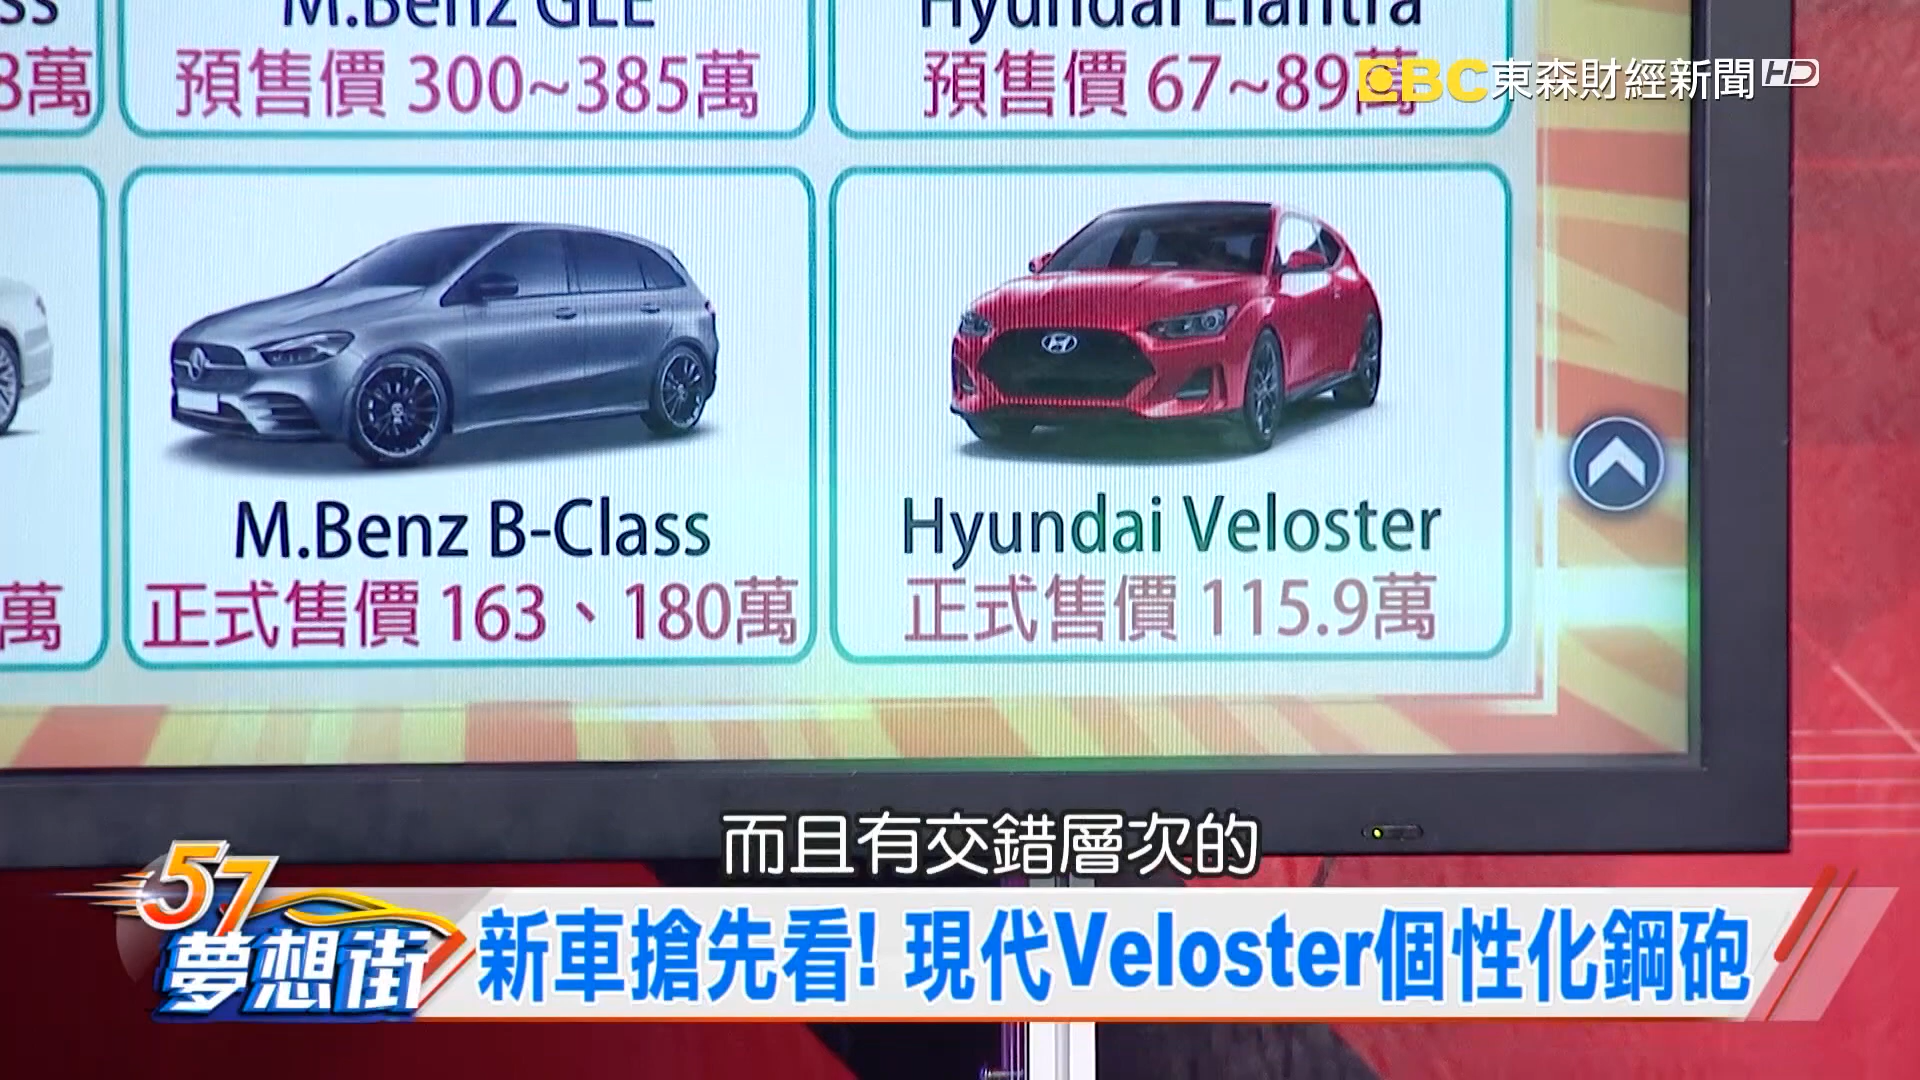 ss
M.Benz GLE
Hyundai Elantra
8萬
預售價 300~385萬
預售價 67~89萬
EBC東森財經新聞HD
M.Benz B-Class
Hyundai Veloster
萬
正式售價 163、180萬
正式售價 115.9萬
而且有交錯層次的
57
夢想街
新車搶先看! 現代Veloster個性化鋼砲